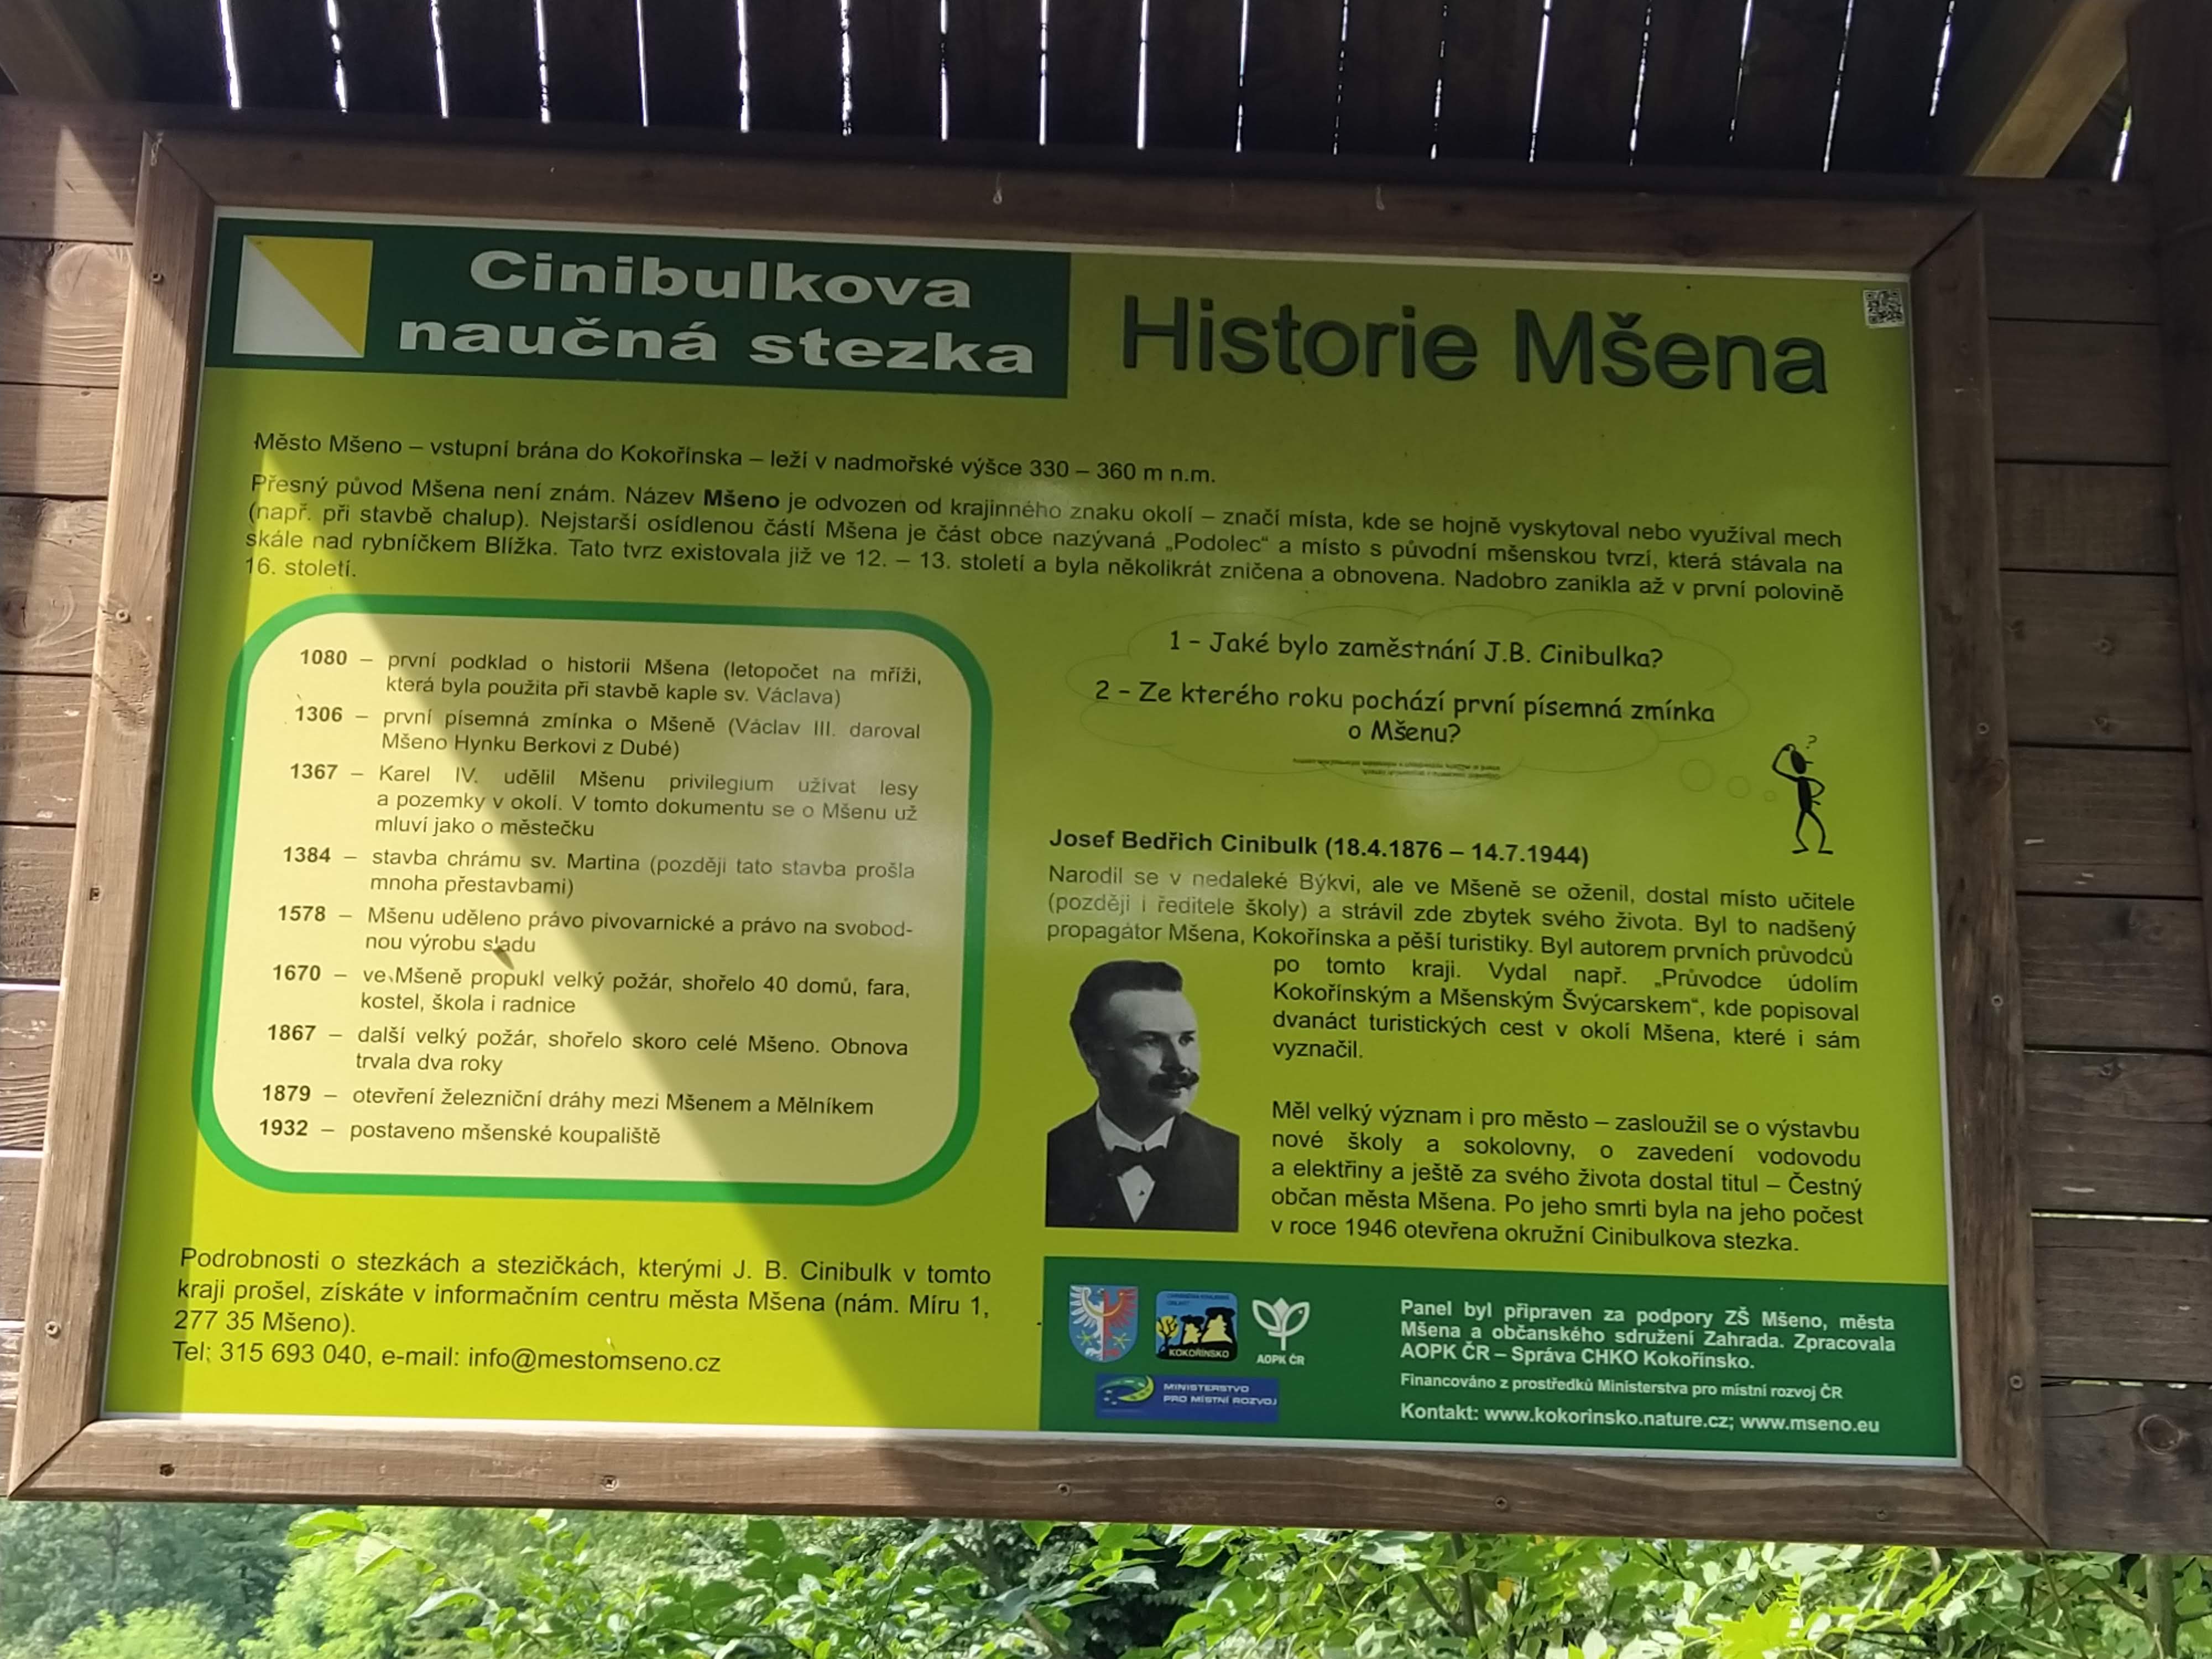 Cinibulkova
naučná stezka
Historie Mšena
Město Mšeno – vstupní brána do Kokořínska – leží v nadmořské výšce 330 – 360 m n.m.
Přesný původ Mšena není znám. Název Mšeno je odvozen od krajinného znaku okolí – značí místa, kde se hojně vyskytoval nebo využíval mech
(např. při stavbě chalup). Nejstarší osídlenou částí Mšena je část obce nazývaná „Podolec“ a místo s původní mšenskou tvrzí, která stávala na
skále nad rybníčkem Blížka. Tato tvrz existovala již ve 12. – 13. století a byla několikrát zničena a obnovena. Nadobro zanikla až v první polovině
16. století.
1080 – první podklad o historii Mšena (letopočet na mříži,
která byla použita při stavbě kaple sv. Václava)
1306 – první písemná zmínka o Mšeně (Václav III. daroval
Mšeno Hynku Berkovi z Dubé)
1367 – Karel IV. udělil Mšenu privilegium užívat lesy
a pozemky v okolí. V tomto dokumentu se o Mšenu už
mluví jako o městečku
1384 – stavba chrámu sv. Martina (později tato stavba prošla
mnoha přestavbami)
1578 – Mšenu uděleno právo pivovarnické a právo na svobod-
nou výrobu sladu
1670 – ve Mšeně propukl velký požár, shořelo 40 domů, fara,
kostel, škola i radnice
1867 – další velký požár, shořelo skoro celé Mšeno. Obnova
trvala dva roky
1879 – otevření železniční dráhy mezi Mšenem a Mělníkem
1932 – postaveno mšenské koupaliště
Podrobnosti o stezkách a stezičkách, kterými J. B. Cinibulk v tomto
kraji prošel, získáte v informačním centru města Mšena (nám. Míru 1,
277 35 Mšeno).
Tel: 315 693 040, e-mail: info@mestomseno.cz
1 – Jaké bylo zaměstnání J.B. Cinibulka?
2 – Ze kterého roku pochází první písemná zmínka
o Mšenu?
?
Josef Bedřich Cinibulk (18.4.1876 – 14.7.1944)
Narodil se v nedaleké Býkvi, ale ve Mšeně se oženil, dostal místo učitele
(později i ředitele školy) a strávil zde zbytek svého života. Byl to nadšený
propagátor Mšena, Kokořínska a pěší turistiky. Byl autorem prvních průvodců
po tomto kraji. Vydal např. „Průvodce údolím
Kokořínským a Mšenským Švýcarskem“, kde popisoval
dvanáct turistických cest v okolí Mšena, které i sám
vyznačil.
Měl velký význam i pro město – zasloužil se o výstavbu
nové školy a sokolovny, o zavedení vodovodu
a elektřiny a ještě za svého života dostal titul – Čestný
občan města Mšena. Po jeho smrti byla na jeho počest
v roce 1946 otevřena okružní Cinibulkova stezka.
KOKOŘÍNSKO
AOPK ČR
MINISTERSTVO
PRO MÍSTNÍ ROZVOJ
Panel byl připraven za podpory ZŠ Mšeno, města
Mšena a občanského sdružení Zahrada. Zpracovala
AOPK ČR – Správa CHKO Kokořínsko.
Financováno z prostředků Ministerstva pro místní rozvoj ČR
Kontakt: www.kokorinsko.nature.cz; www.mseno.eu